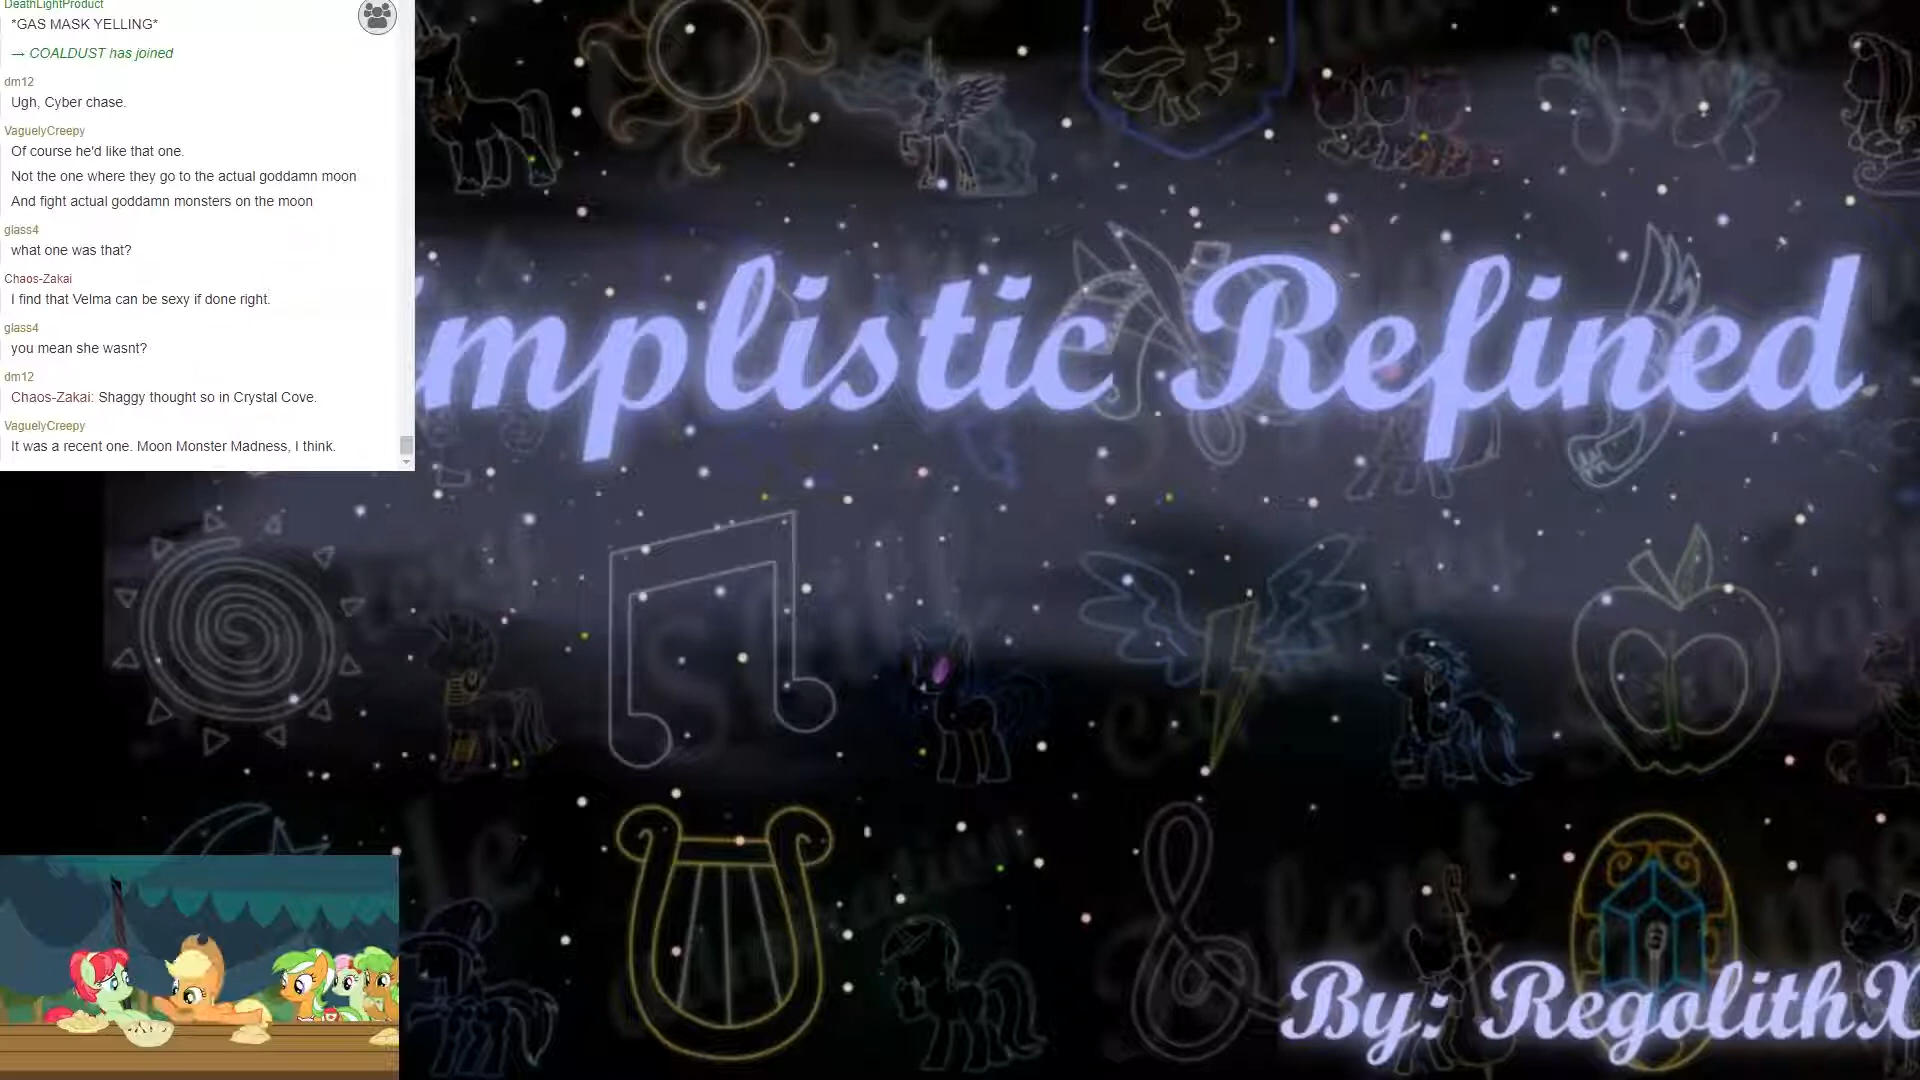 DeathLightProduct
*GAS MASK YELLING*
→ COALDUST has joined
dm12
Ugh, Cyber chase.
VaguelyCreepy
Of course he'd like that one.
Not the one where they go to the actual goddamn moon
And fight actual goddamn monsters on the moon
glass4
what one was that?
Chaos-Zakai
I find that Velma can be sexy if done right.
glass4
you mean she wasnt?
dm12
Chaos-Zakai: Shaggy thought so in Crystal Cove.
VaguelyCreepy
It was a recent one. Moon Monster Madness, I think.
implistic Refined
By: RegolithX